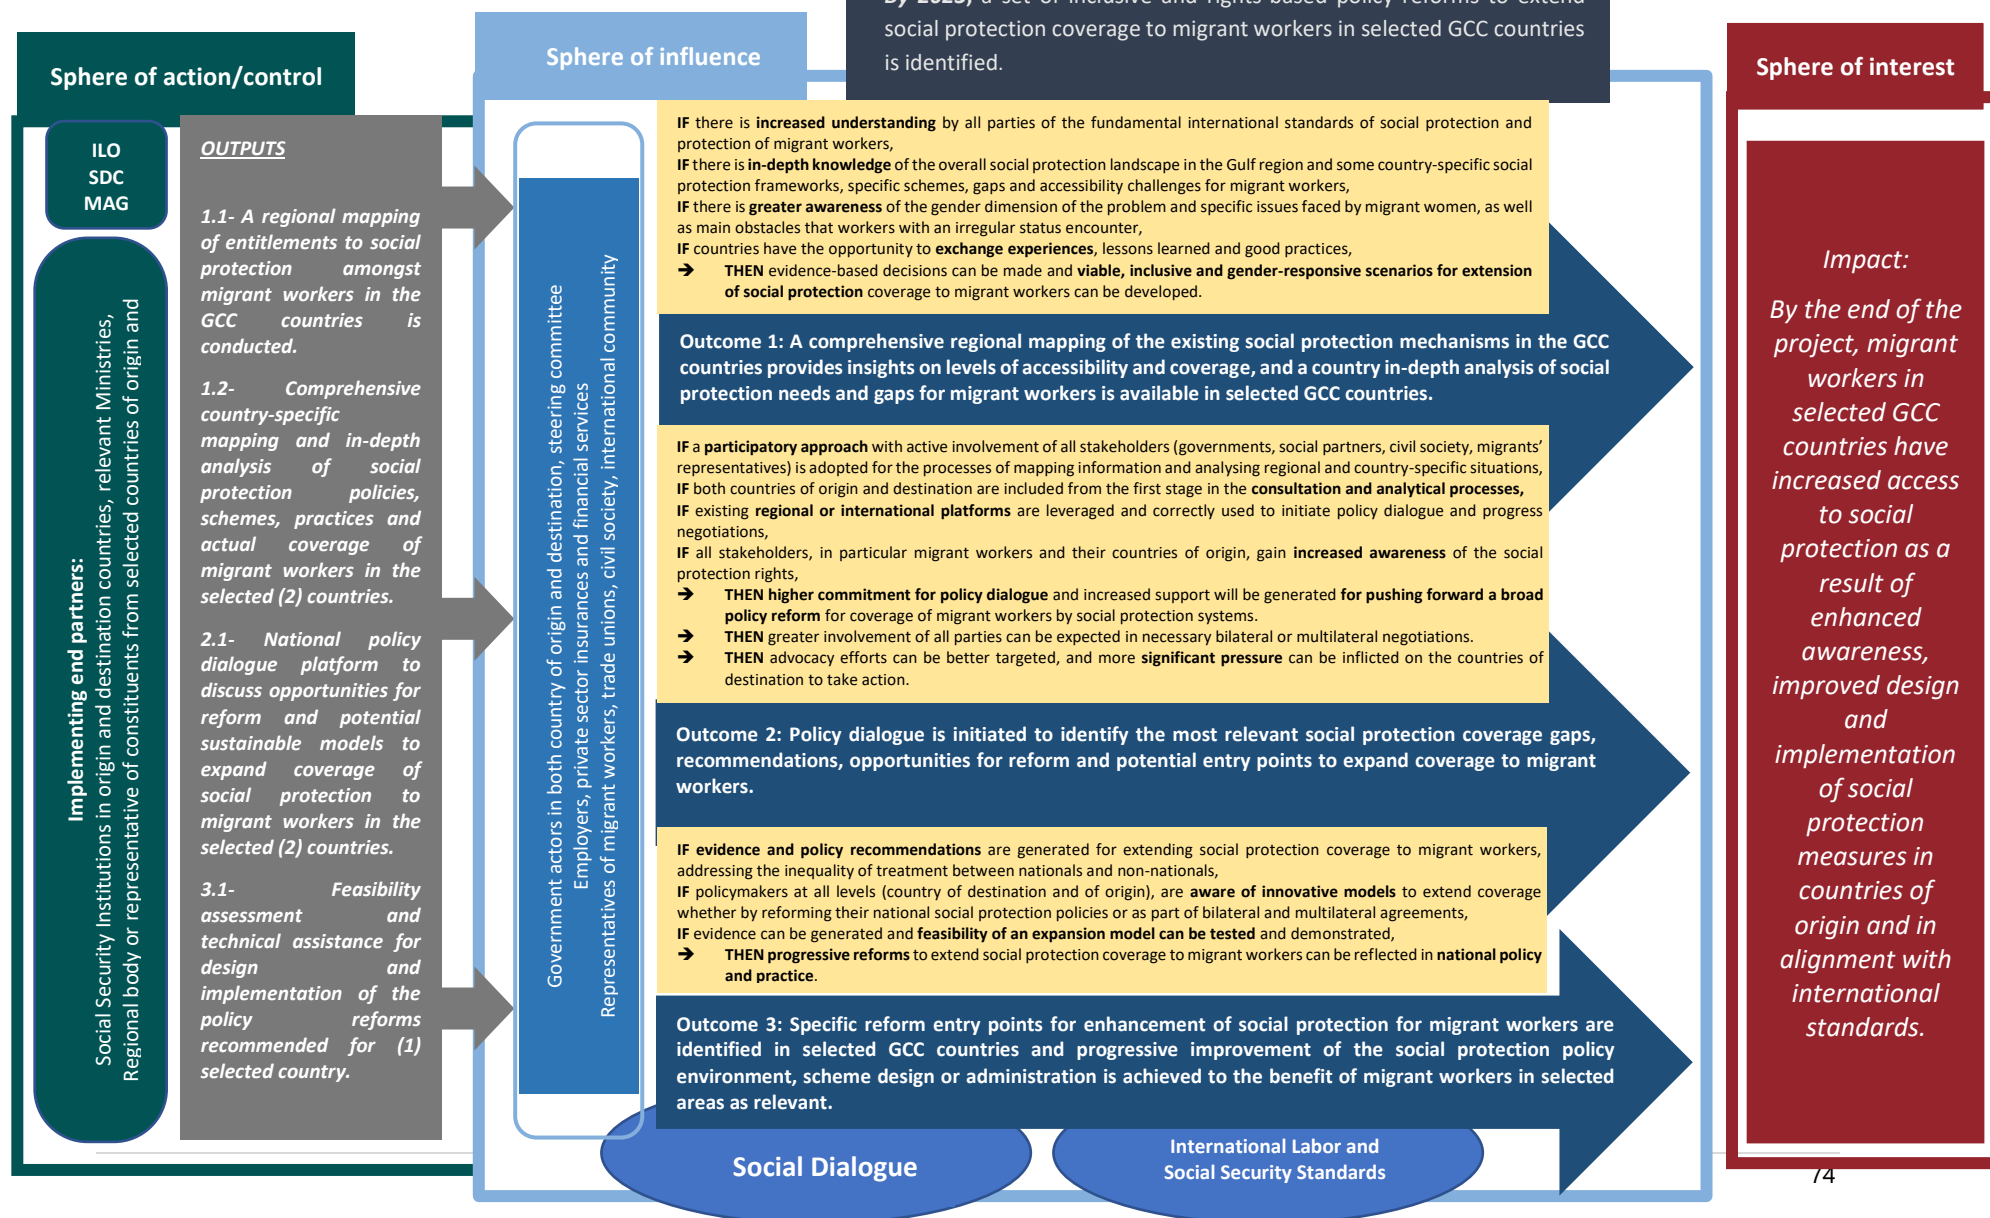 By 2023, a set of inclusive and rights-based policy reforms to extend
social protection coverage to migrant workers in selected GCC countries
is identified.
Sphere of action/control
Sphere of influence
Sphere of interest
ILO
SDC
MAG
Implementing end partners:
Social Security Institutions in origin and destination countries, relevant Ministries,
Regional body or representative of constituents from selected countries of origin and
OUTPUTS
1.1- A regional mapping
of entitlements to social
protection amongst
migrant workers in the
GCC countries is
conducted.
1.2- Comprehensive
country-specific
mapping and in-depth
analysis of social
protection policies,
schemes, practices and
actual coverage of
migrant workers in the
selected (2) countries.
2.1- National policy
dialogue platform to
discuss opportunities for
reform and potential
sustainable models to
expand coverage of
social protection to
migrant workers in the
selected (2) countries.
3.1- Feasibility
assessment and
technical assistance for
design and
implementation of the
policy reforms
recommended for (1)
selected country.
Government actors in both country of origin and destination, steering committee
Employers, private sector insurances and financial services
Representatives of migrant workers, trade unions, civil society, international community
IF there is increased understanding by all parties of the fundamental international standards of social protection and
protection of migrant workers,
IF there is in-depth knowledge of the overall social protection landscape in the Gulf region and some country-specific social
protection frameworks, specific schemes, gaps and accessibility challenges for migrant workers,
IF there is greater awareness of the gender dimension of the problem and specific issues faced by migrant women, as well
as main obstacles that workers with an irregular status encounter,
IF countries have the opportunity to exchange experiences, lessons learned and good practices,
➔ THEN evidence-based decisions can be made and viable, inclusive and gender-responsive scenarios for extension
of social protection coverage to migrant workers can be developed.
Outcome 1: A comprehensive regional mapping of the existing social protection mechanisms in the GCC
countries provides insights on levels of accessibility and coverage, and a country in-depth analysis of social
protection needs and gaps for migrant workers is available in selected GCC countries.
IF a participatory approach with active involvement of all stakeholders (governments, social partners, civil society, migrants’
representatives) is adopted for the processes of mapping information and analysing regional and country-specific situations,
IF both countries of origin and destination are included from the first stage in the consultation and analytical processes,
IF existing regional or international platforms are leveraged and correctly used to initiate policy dialogue and progress
negotiations,
IF all stakeholders, in particular migrant workers and their countries of origin, gain increased awareness of the social
protection rights,
➔ THEN higher commitment for policy dialogue and increased support will be generated for pushing forward a broad
policy reform for coverage of migrant workers by social protection systems.
➔ THEN greater involvement of all parties can be expected in necessary bilateral or multilateral negotiations.
➔ THEN advocacy efforts can be better targeted, and more significant pressure can be inflicted on the countries of
destination to take action.
Outcome 2: Policy dialogue is initiated to identify the most relevant social protection coverage gaps,
recommendations, opportunities for reform and potential entry points to expand coverage to migrant
workers.
IF evidence and policy recommendations are generated for extending social protection coverage to migrant workers,
addressing the inequality of treatment between nationals and non-nationals,
IF policymakers at all levels (country of destination and of origin), are aware of innovative models to extend coverage
whether by reforming their national social protection policies or as part of bilateral and multilateral agreements,
IF evidence can be generated and feasibility of an expansion model can be tested and demonstrated,
➔ THEN progressive reforms to extend social protection coverage to migrant workers can be reflected in national policy
and practice.
Outcome 3: Specific reform entry points for enhancement of social protection for migrant workers are
identified in selected GCC countries and progressive improvement of the social protection policy
environment, scheme design or administration is achieved to the benefit of migrant workers in selected
areas as relevant.
Social Dialogue
International Labor and
Social Security Standards
Impact:
By the end of the
project, migrant
workers in
selected GCC
countries have
increased access
to social
protection as a
result of
enhanced
awareness,
improved design
and
implementation
of social
protection
measures in
countries of
origin and in
alignment with
international
standards.
74